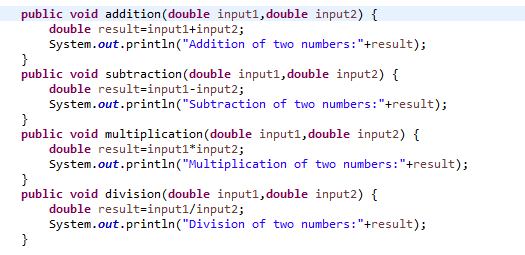 public void addition(double input1,double input2) {
double result=input1+input2;
System.out.println("Addition of two numbers:"+result);
}
public void subtraction(double input1,double input2) {
double result=input1-input2;
System.out.println("Subtraction of two numbers:"+result);
}
public void multiplication(double input1,double input2) {
double result=input1*input2;
System.out.println("Multiplication of two numbers:"+result);
}
public void division(double input1,double input2) {
double result=input1/input2;
System.out.println("Division of two numbers:"+result);
}